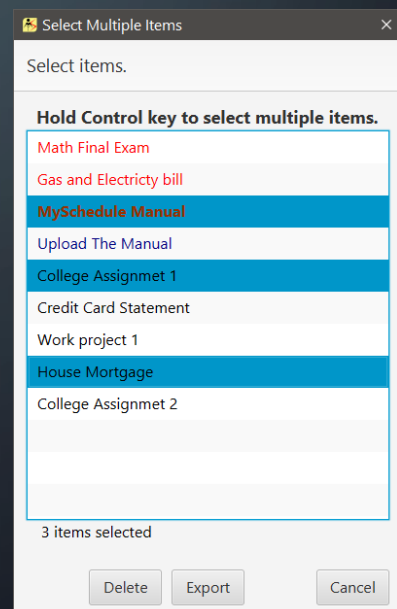 Select Multiple Items
Select items.
Hold Control key to select multiple items.
Math Final Exam
Gas and Electricty bill
MySchedule Manual
Upload The Manual
College Assignmet 1
Credit Card Statement
Work project 1
House Mortgage
College Assignmet 2
3 items selected
Delete Export Cancel